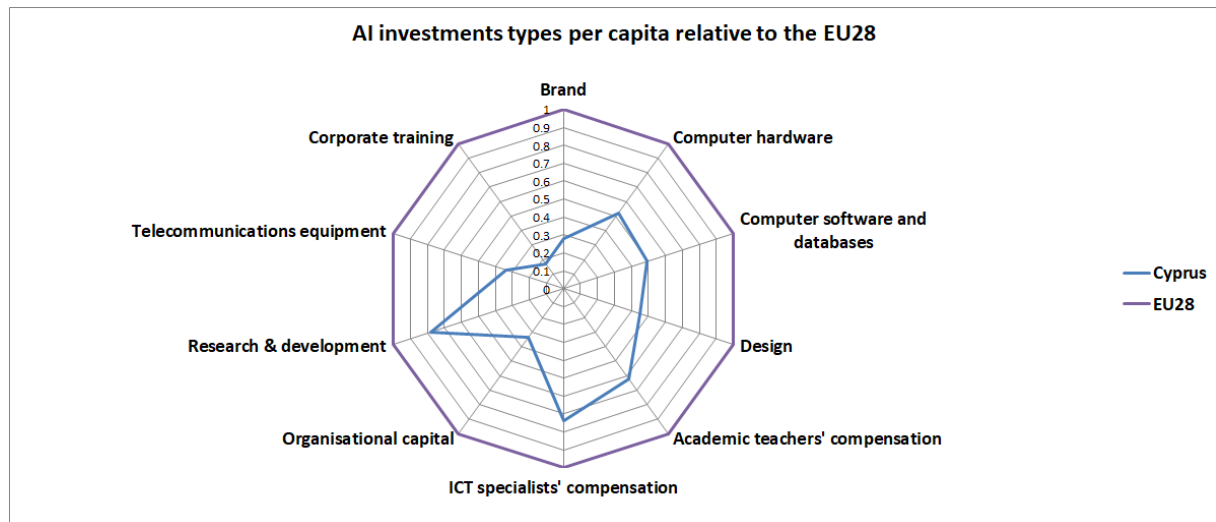 AI investments types per capita relative to the EU28
Brand
1
0.9
0.8
0.7
0.6
0.5
0.4
0.3
0.2
0.1
0
Corporate training
Computer hardware
Telecommunications equipment
Computer software and
databases
Cyprus
EU28
Research & development
Design
Organisational capital
Academic teachers' compensation
ICT specialists' compensation